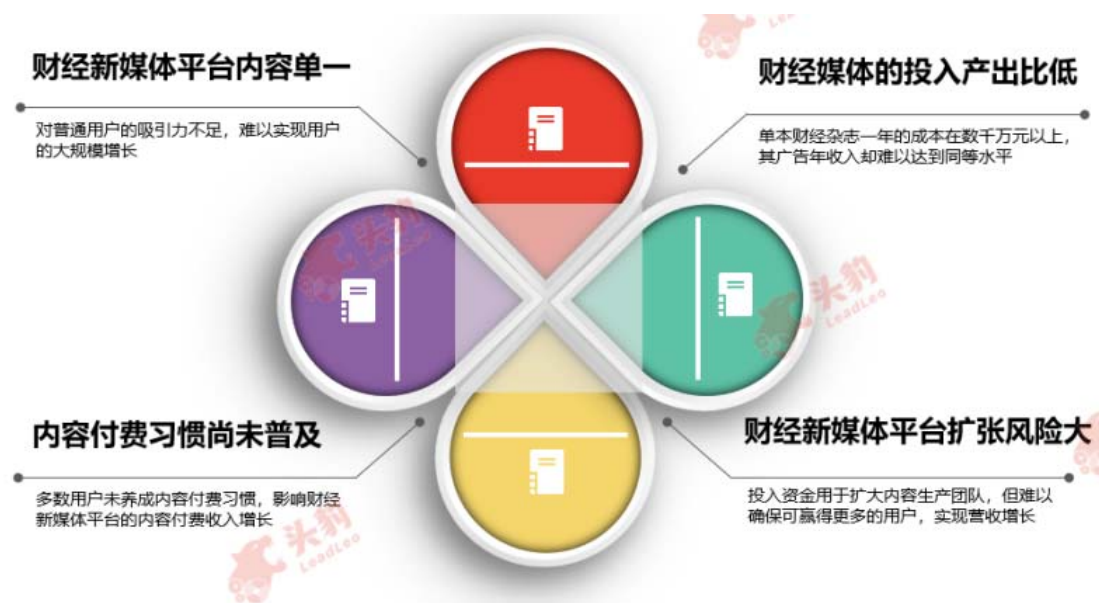 财经新媒体平台内容单一
对普通用户的吸引力不足，难以实现用户
的大规模增长
财经媒体的投入产出比低
单本财经杂志一年的成本在数千万元以上，
其广告年收入却难以达到同等水平
内容付费习惯尚未普及
多数用户未养成内容付费习惯，影响财经
新媒体平台的内容付费收入增长
财经新媒体平台扩张风险大
投入资金用于扩大内容生产团队，但难以
确保可赢得更多的用户，实现营收增长
头豹
LeadLeo
头豹
LeadLeo
头豹
LeadLeo